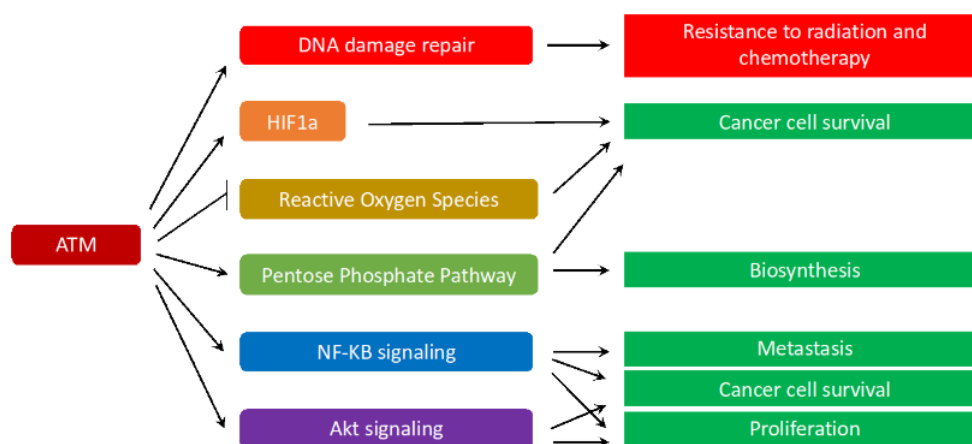 DNA damage repair
Resistance to radiation and
chemotherapy
HIF1a
Cancer cell survival
Reactive Oxygen Species
ATM
Pentose Phosphate Pathway
Biosynthesis
NF-KB signaling
Metastasis
Cancer cell survival
Akt signaling
Proliferation